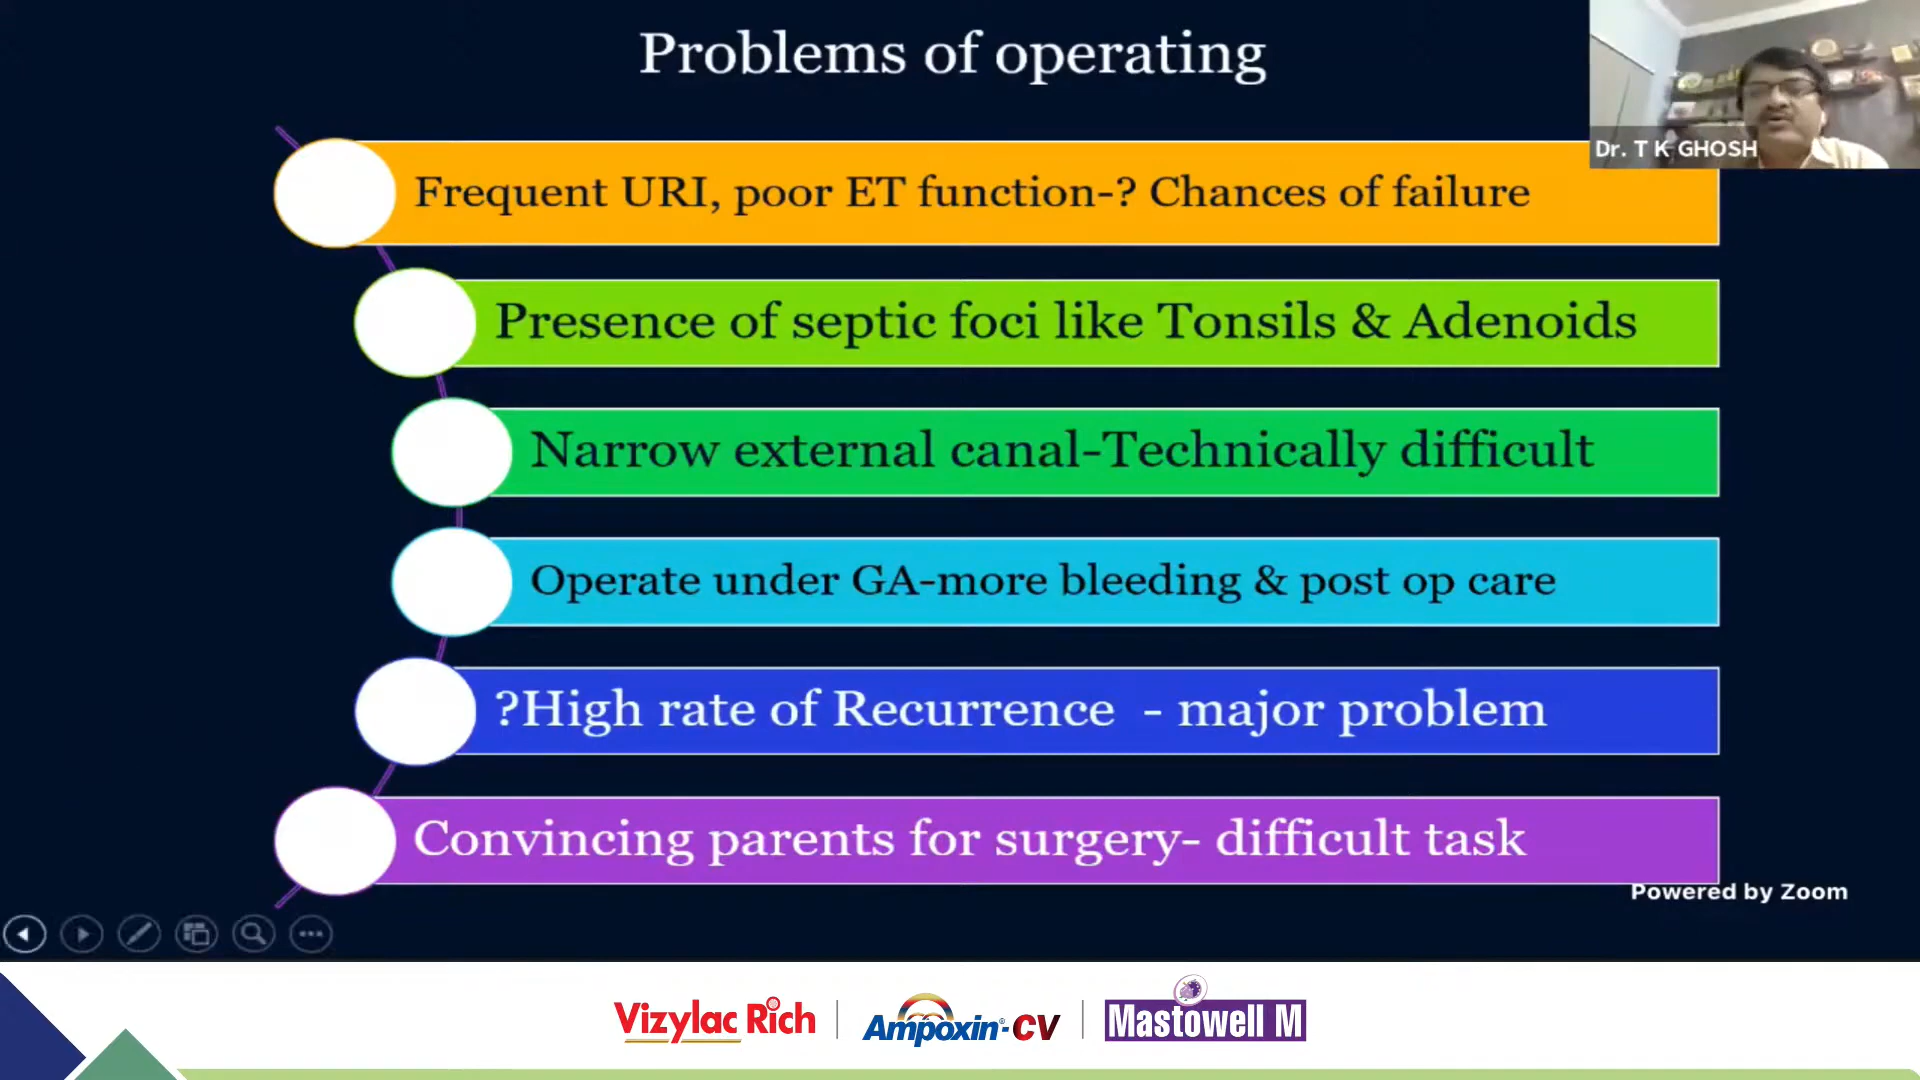 Problems of operating
Dr. T K GHOSH
Frequent URI, poor ET function-? Chances of failure
Presence of septic foci like Tonsils & Adenoids
Narrow external canal-Technically difficult
Operate under GA-more bleeding & post op care
?High rate of Recurrence - major problem
Convincing parents for surgery- difficult task
Powered by Zoom
Vizylac Rich
Ampoxin®-CV
Mastowell M